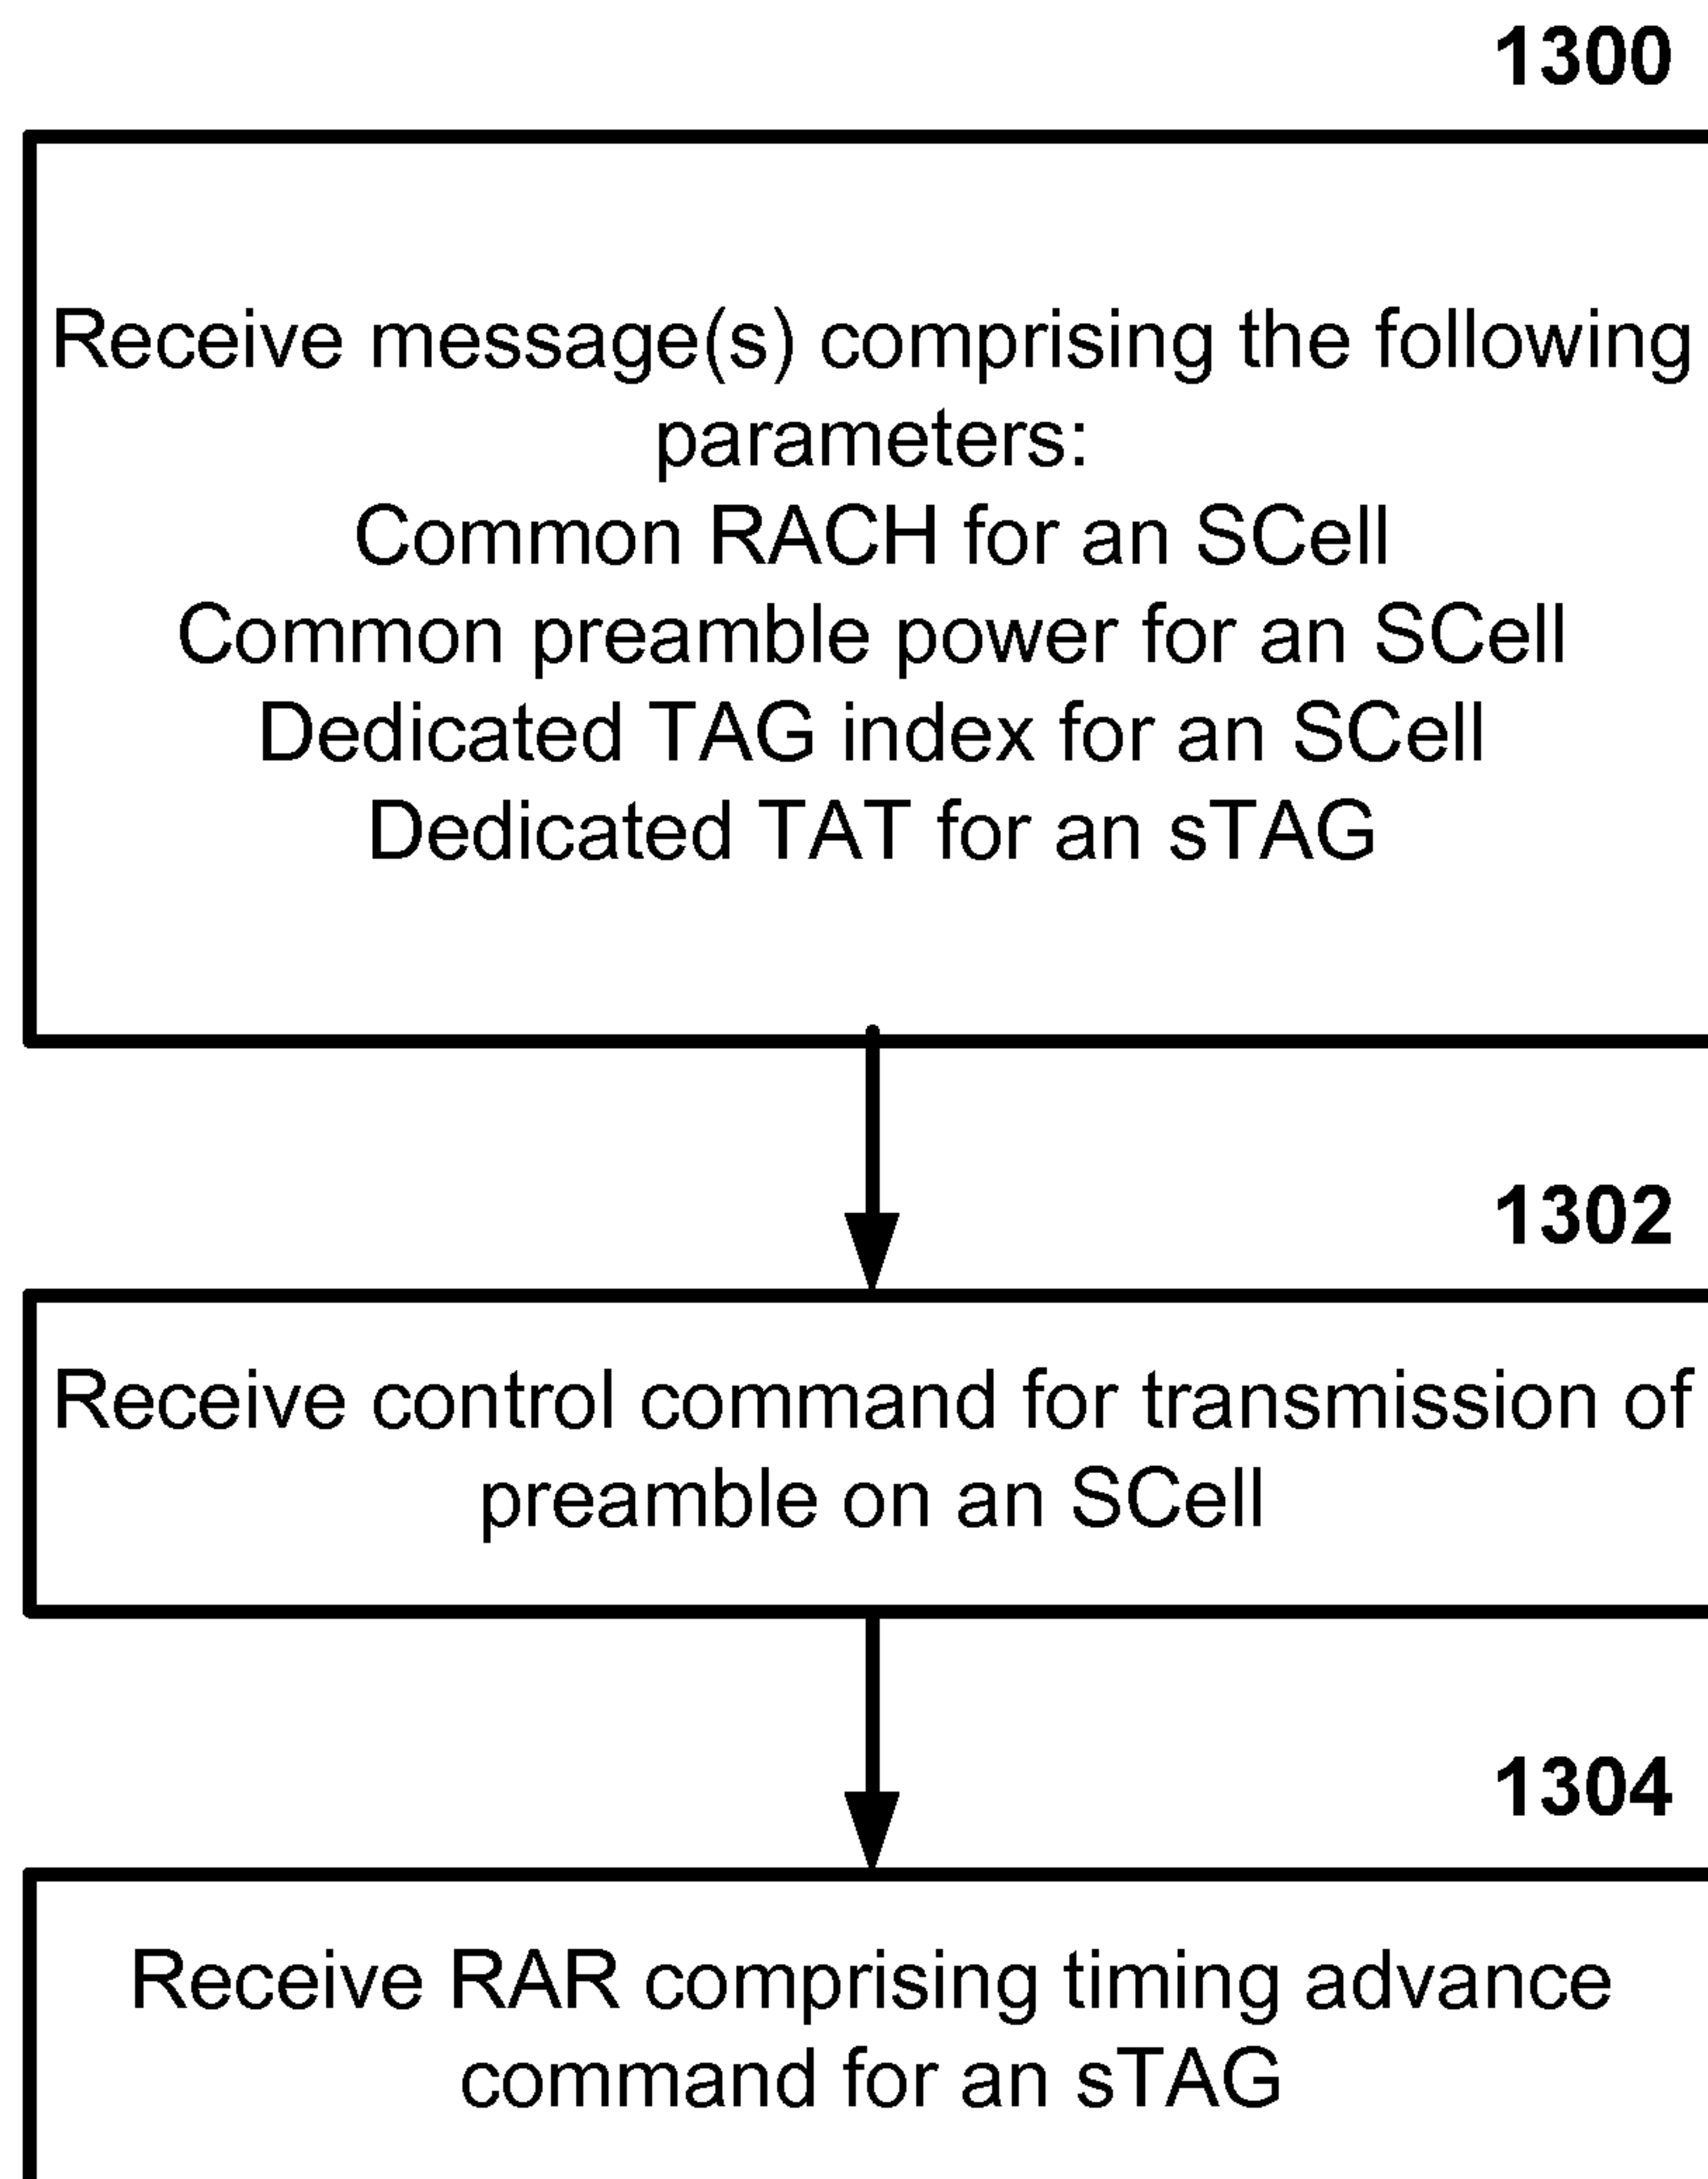 1300
Receive message(s) comprising the following
parameters:
Common RACH for an SCell
Common preamble power for an SCell
Dedicated TAG index for an SCell
Dedicated TAT for an sTAG
1302
Receive control command for transmission of
preamble on an SCell
1304
Receive RAR comprising timing advance
command for an sTAG